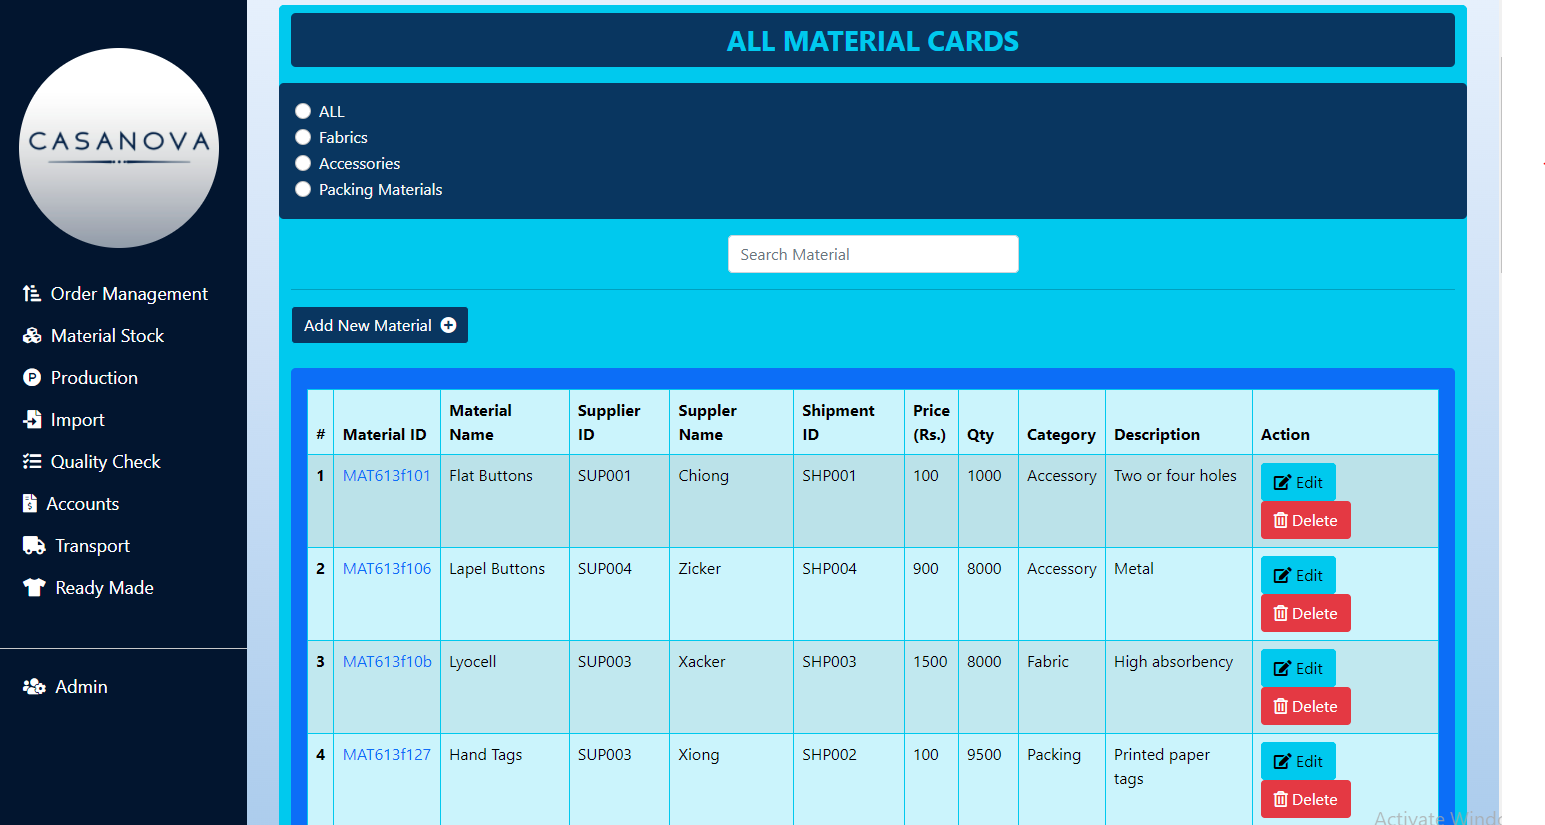 CASANOVA
Order Management
Material Stock
Production
Import
Quality Check
Accounts
Transport
Ready Made
Admin
ALL MATERIAL CARDS
ALL
Fabrics
Accessories
Packing Materials
Search Material
Add New Material
# Material ID Material Name Supplier ID Suppler Name Shipment ID Price (Rs.) Qty Category Description Action
1 MAT613f101 Flat Buttons SUP001 Chiong SHP001 100 1000 Accessory Two or four holes Edit
Delete
2 MAT613f106 Lapel Buttons SUP004 Zicker SHP004 900 8000 Accessory Metal Edit
Delete
3 MAT613f10b Lyocell SUP003 Xacker SHP003 1500 8000 Fabric High absorbency Edit
Delete
4 MAT613f127 Hand Tags SUP003 Xiong SHP002 100 9500 Packing Printed paper tags Edit
Delete
Activate